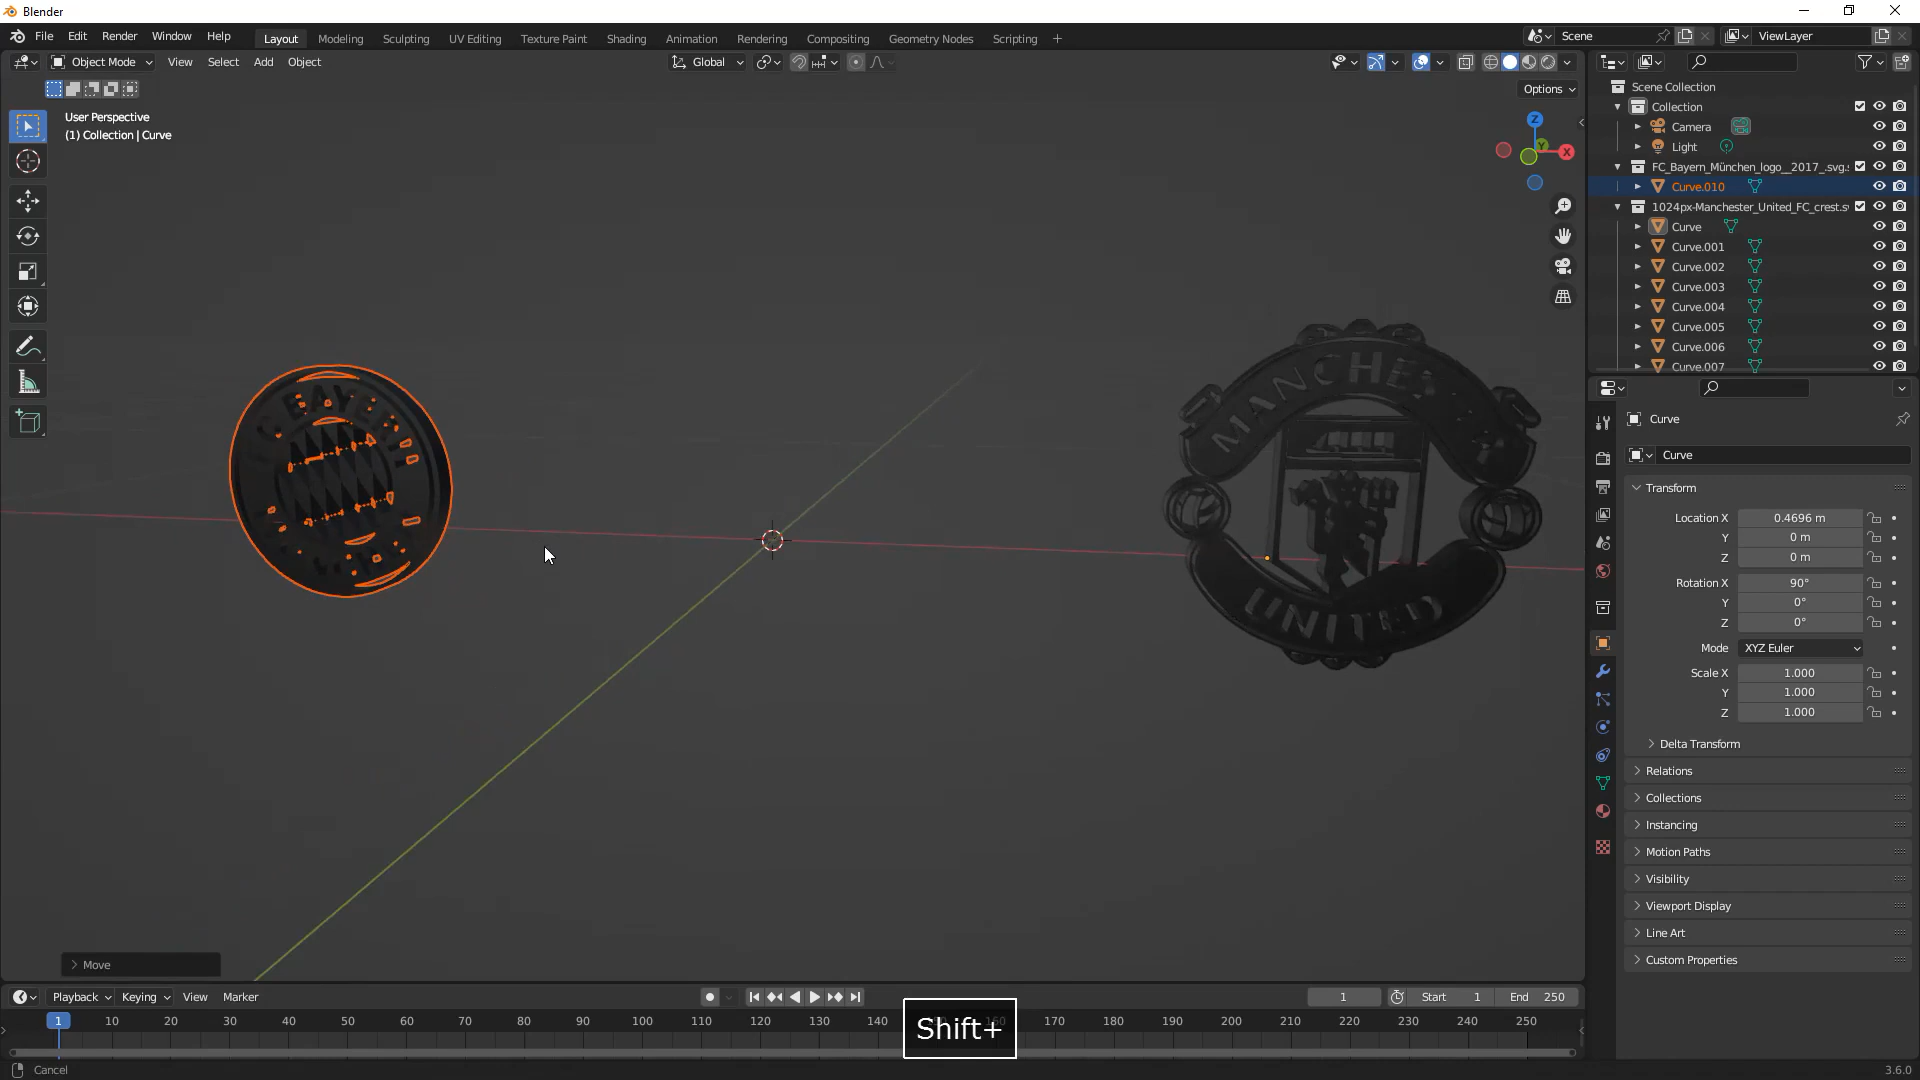 Blender
File Edit Render Window Help
Layout Modeling Sculpting UV Editing Texture Paint Shading Animation Rendering Compositing Geometry Nodes Scripting +
Scene
ViewLayer
Object Mode View Select Add Object
Global
Options
User Perspective
(1) Collection | Curve
Z
Y
X
Scene Collection
Collection
Camera
Light
FC_Bayern_München_logo__2017_.svg.
Curve.010
1024px-Manchester_United_FC_crest.s
Curve
Curve.001
Curve.002
Curve.003
Curve.004
Curve.005
Curve.006
Curve.007
BAYERN
MANCHE
UNITED
Curve
Curve
Transform
Location X 0.4696 m
Y 0 m
Z 0 m
Rotation X 90°
Y 0°
Z 0°
Mode XYZ Euler
Scale X 1.000
Y 1.000
Z 1.000
Delta Transform
Relations
Collections
Instancing
Motion Paths
Visibility
Viewport Display
Line Art
Custom Properties
Move
Playback Keying View Marker
1
Start 1
End 250
1 10 20 30 40 50 60 70 80 90 100 110 120 130 140 160 170 180 190 200 210 220 230 240 250
Shift+
Cancel
3.6.0